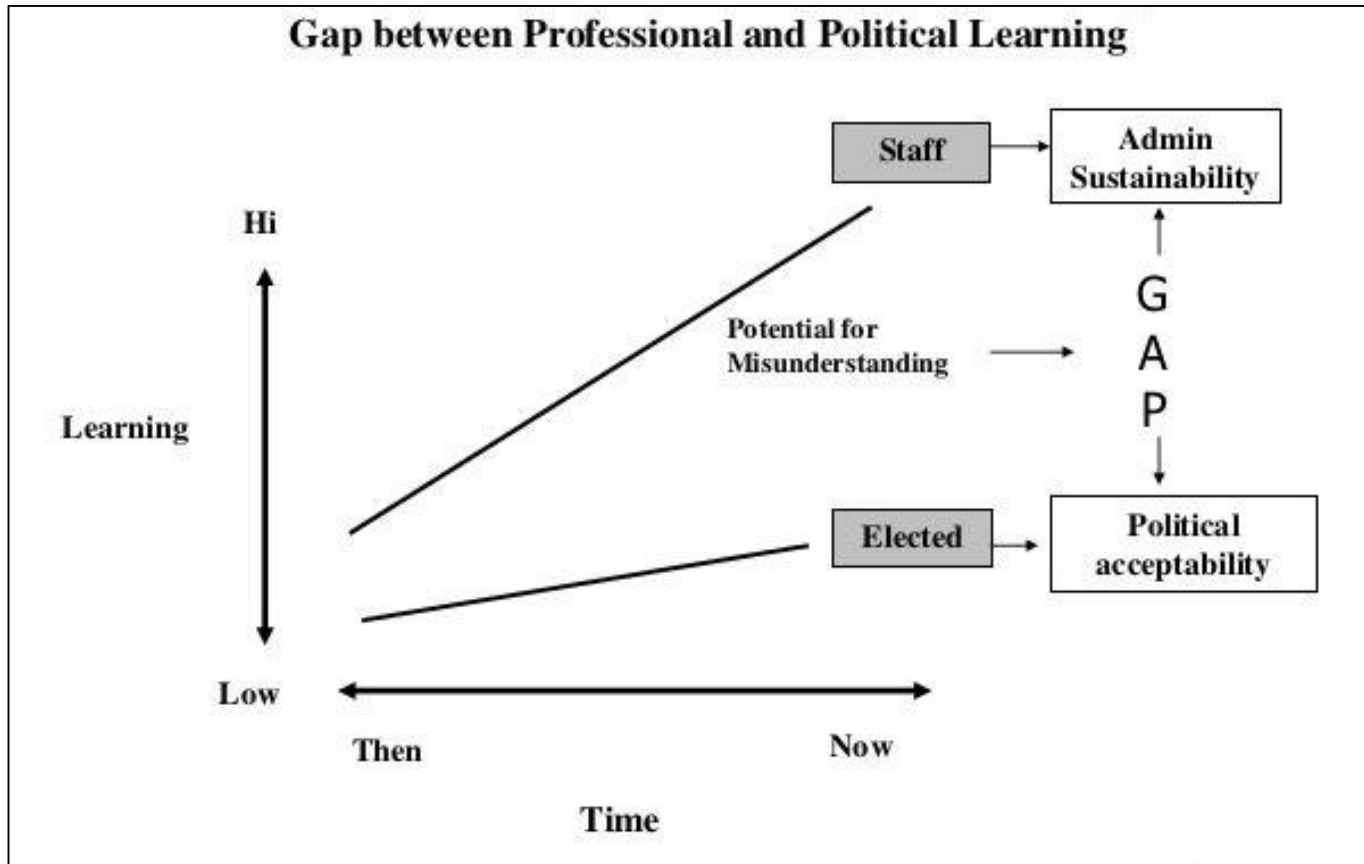 Gap between Professional and Political Learning
Staff
Admin
Sustainability
Hi
G
A
P
Potential for
Misunderstanding
Learning
Elected
Political
acceptability
Low
Then
Now
Time